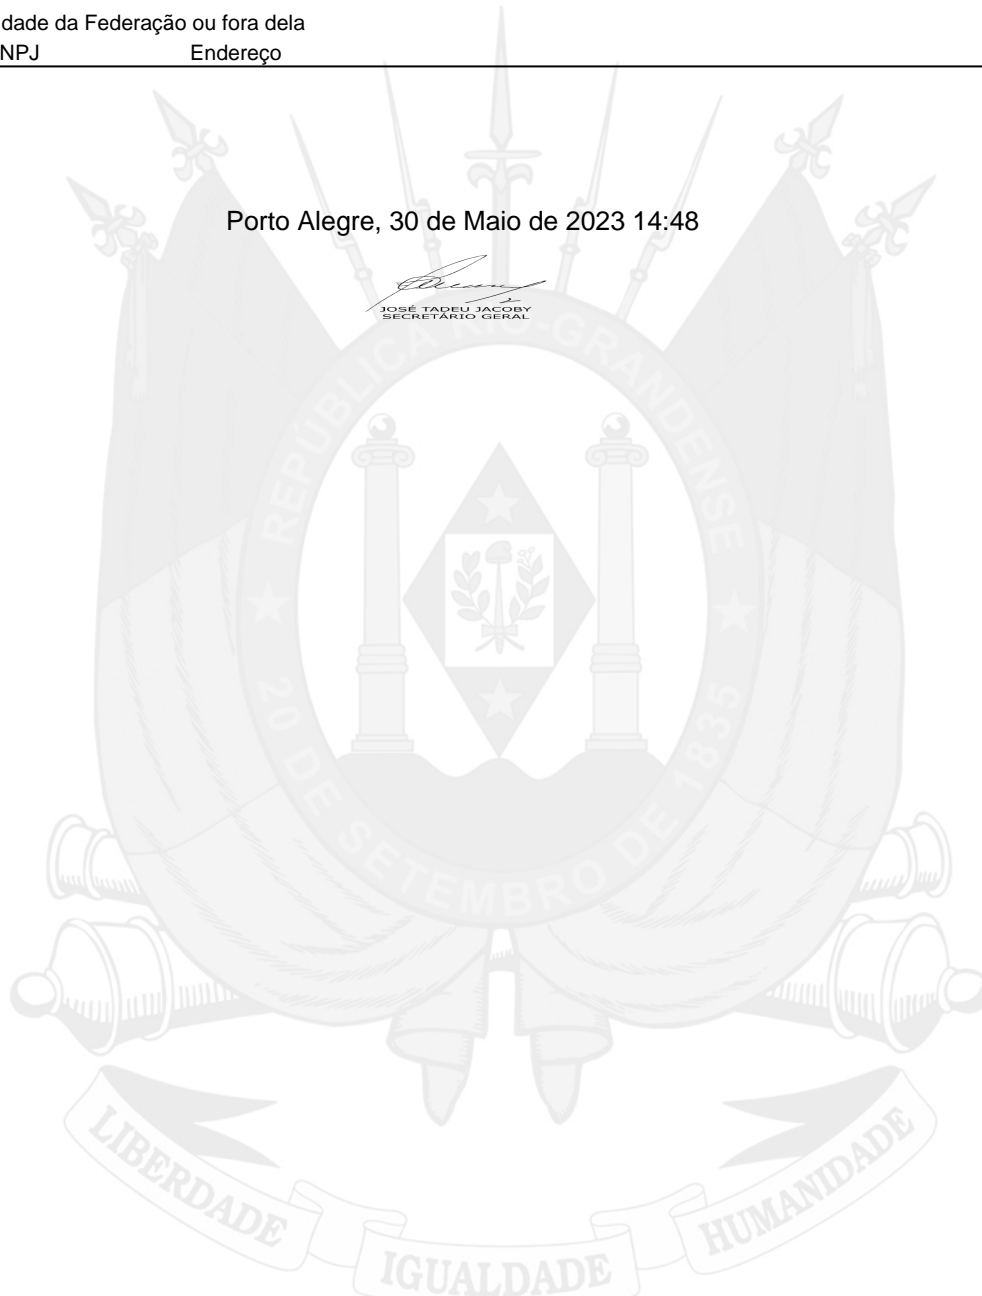 dade da Federação ou fora dela
NPJ Endereço
Porto Alegre, 30 de Maio de 2023 14:48
JOSÉ TADEU JACOBY
SECRETÁRIO GERAL
REPÚBLICA RIO-GRANDENSE
20 DE SETEMBRO DE 1835
LIBERDADE
IGUALDADE
HUMANIDADE